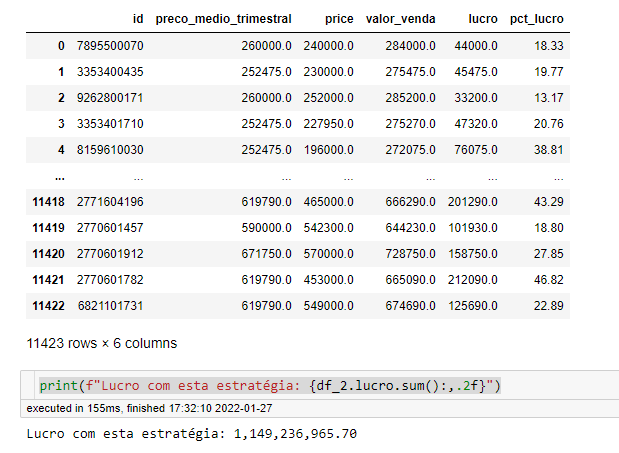 id preco_medio_trimestral price valor_venda lucro pct_lucro
0 7895500070 260000.0 240000.0 284000.0 44000.0 18.33
1 3353400435 252475.0 230000.0 275475.0 45475.0 19.77
2 9262800171 260000.0 252000.0 285200.0 33200.0 13.17
3 3353401710 252475.0 227950.0 275270.0 47320.0 20.76
4 8159610030 252475.0 196000.0 272075.0 76075.0 38.81
... ... ... ... ... ... ...
11418 2771604196 619790.0 465000.0 666290.0 201290.0 43.29
11419 2770601457 590000.0 542300.0 644230.0 101930.0 18.80
11420 2770601912 671750.0 570000.0 728750.0 158750.0 27.85
11421 2770601782 619790.0 453000.0 665090.0 212090.0 46.82
11422 6821101731 619790.0 549000.0 674690.0 125690.0 22.89
11423 rows × 6 columns
print(f"Lucro com esta estratégia: {df_2.lucro.sum():,.2f}")
executed in 155ms, finished 17:32:10 2022-01-27
Lucro com esta estratégia: 1,149,236,965.70